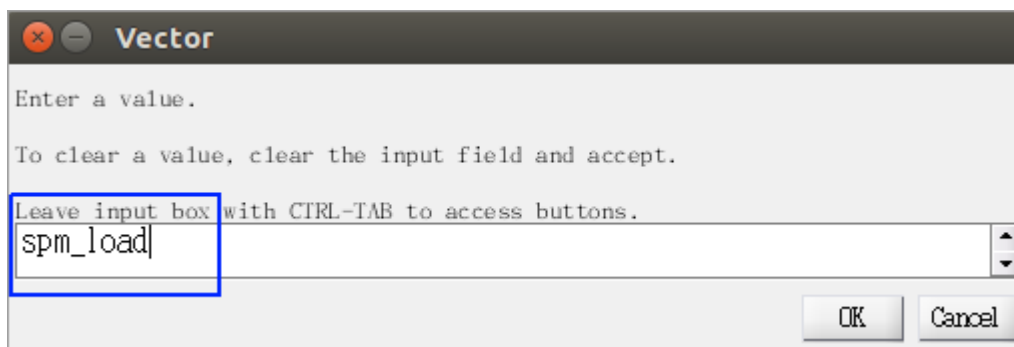 Vector
Enter a value.
To clear a value, clear the input field and accept.
Leave input box with CTRL-TAB to access buttons.
spm_load
OK Cancel